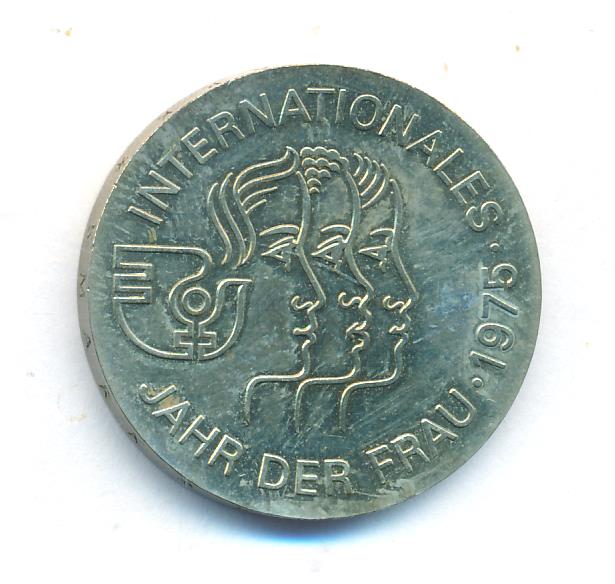 INTERNATIONALES · 1975 ·
JAHR DER FRAU